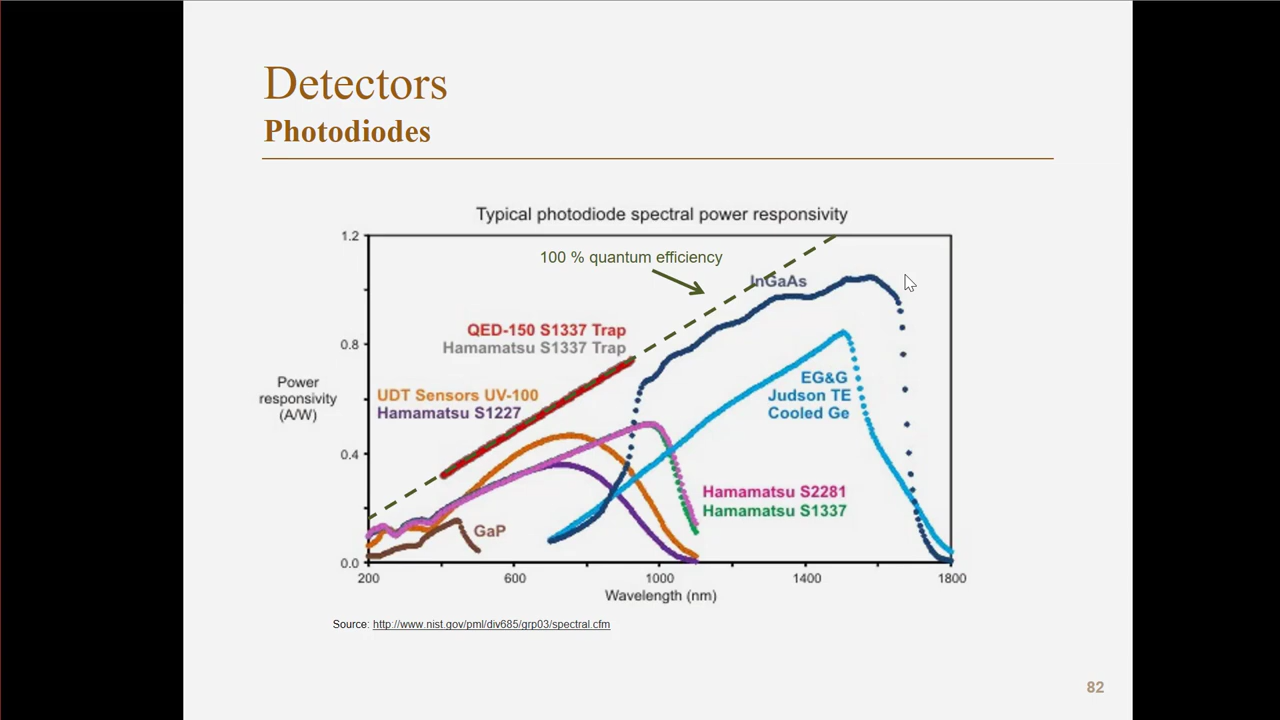 Detectors
Photodiodes
Typical photodiode spectral power responsivity
1.2
100 % quantum efficiency
InGaAs
QED-150 S1337 Trap
Hamamatsu S1337 Trap
0.8
Power
responsivity
(A/W)
UDT Sensors UV-100
Hamamatsu S1227
EG&G
Judson TE
Cooled Ge
0.4
Hamamatsu S2281
Hamamatsu S1337
GaP
0.0
200 600 1000 1400 1800
Wavelength (nm)
Source: http://www.nist.gov/pml/div685/grp03/spectral.cfm
82